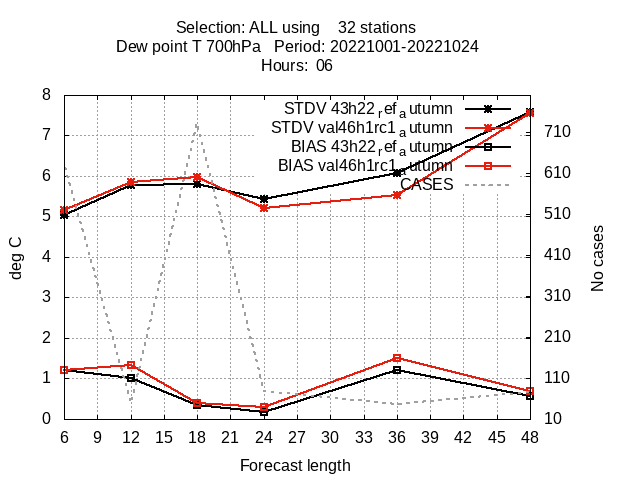 Selection: ALL using    32 stations
Dew point T 700hPa   Period: 20221001-20221024
Hours:  06
STDV 43h22_ref_autumn
STDV val46h1rc1_autumn
BIAS 43h22_ref_autumn
BIAS val46h1rc1_autumn
CASES
deg C
8
7
6
5
4
3
2
1
0
710
610
510
410
310
210
110
10
No cases
6 9 12 15 18 21 24 27 30 33 36 39 42 45 48
Forecast length